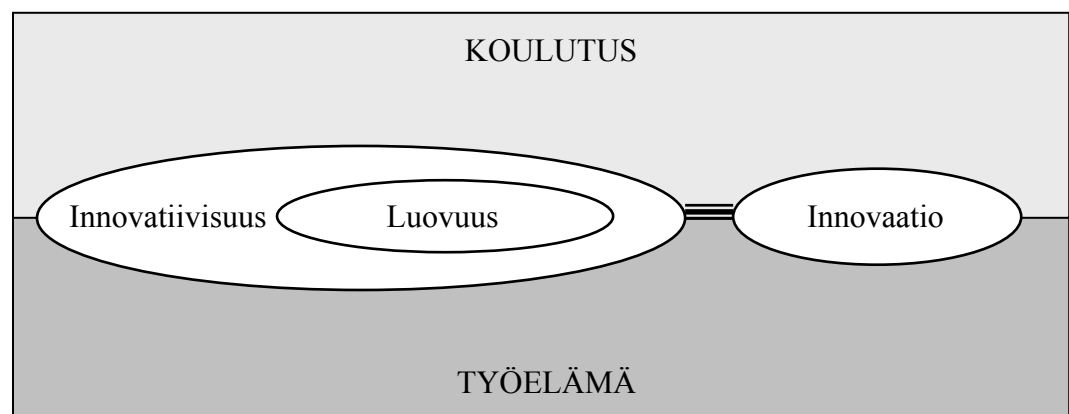 KOULUTUS
Innovatiivisuus
Luovuus
Innovaatio
TYÖELÄMÄ